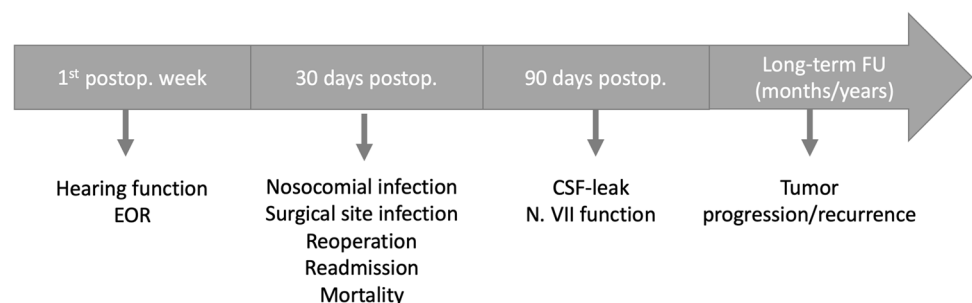 1st postop. week
30 days postop.
90 days postop.
Long-term FU
(months/years)
Hearing function
EOR
Nosocomial infection
Surgical site infection
Reoperation
Readmission
Mortality
CSF-leak
N. VII function
Tumor
progression/recurrence